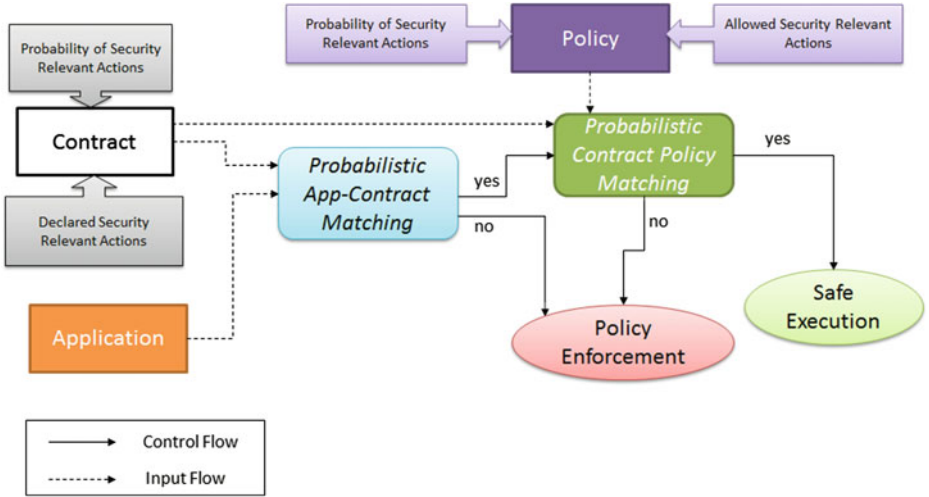 Probability of Security
Relevant Actions
Policy
Allowed Security Relevant
Actions
Probability of Security
Relevant Actions
Contract
Declared Security
Relevant Actions
Application
Probabilistic
App-Contract
Matching
yes
no
Probabilistic
Contract Policy
Matching
yes
no
Policy
Enforcement
Safe
Execution
Control Flow
Input Flow